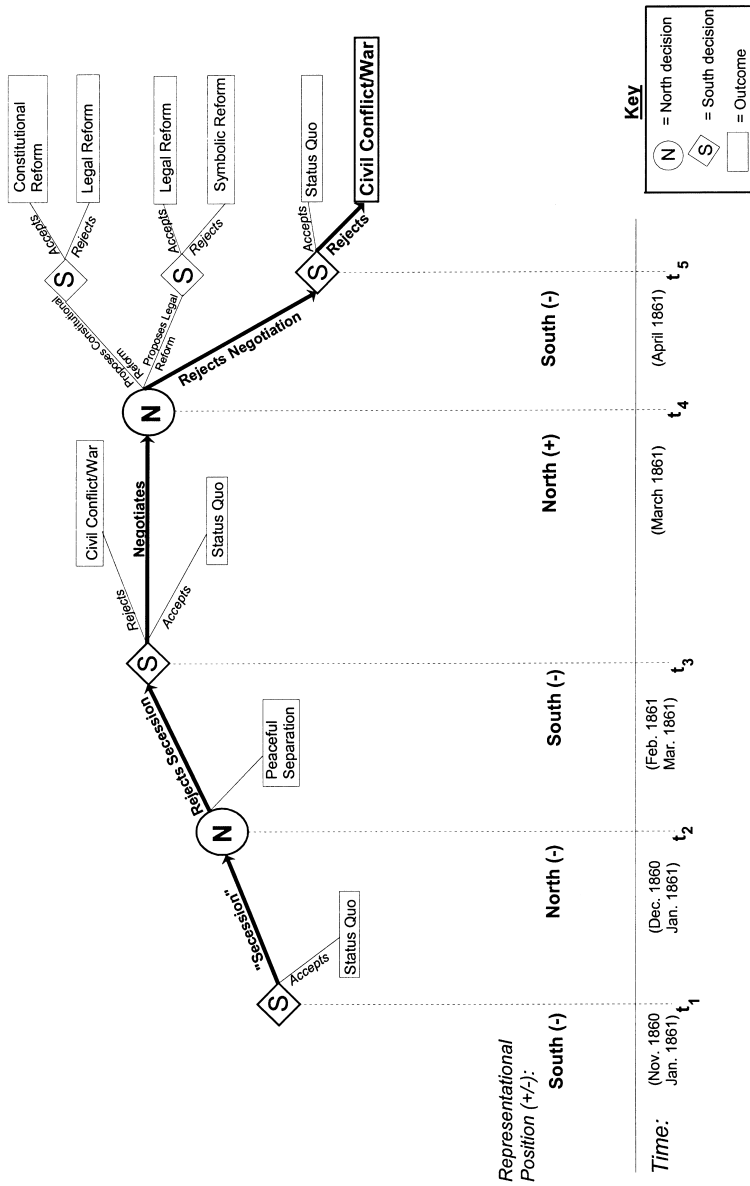 Constitutional
Reform
Legal Reform
Legal Reform
Symbolic Reform
Status Quo
Civil Conflict/War
Accepts
Rejects
Accepts
Rejects
Accepts
Rejects
S
S
S
Proposes Constitutional
Reform
Proposes Legal
Reform
Rejects Negotiation
N
Civil Conflict/War
Negotiates
Status Quo
Rejects
Accepts
S
Rejects Secession
Peaceful
Separation
N
"Secession"
Accepts
Status Quo
S
Representational
Position (+/-):
South (-)
North (-)
South (-)
North (+)
South (-)
Time:
(Nov. 1860
Jan. 1861)
t1
(Dec. 1860
Jan. 1861)
t2
(Feb. 1861
Mar. 1861)
t3
(March 1861)
t4
(April 1861)
t5
Key
N = North decision
S = South decision
= Outcome